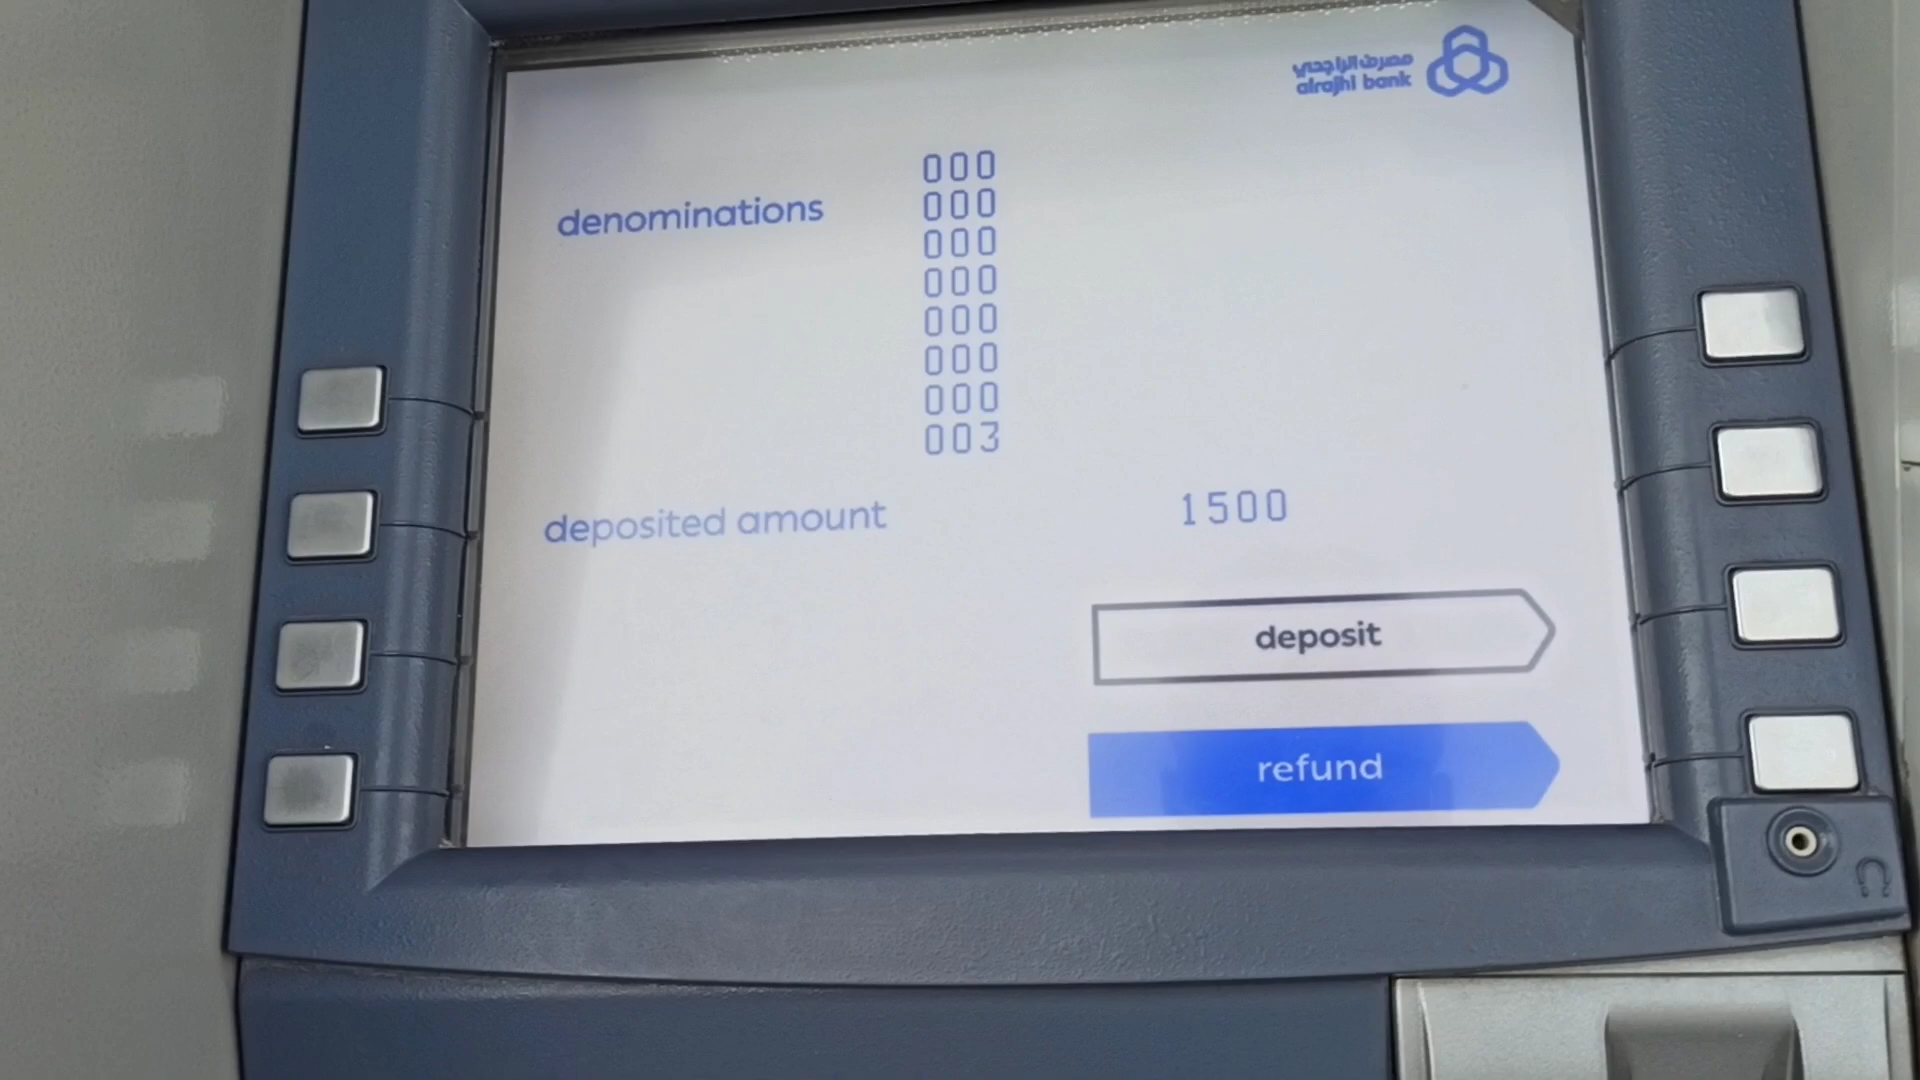 مصرف الراجحي
alrajhi bank
denominations
000
000
000
000
000
000
000
003
deposited amount 1500
deposit
refund